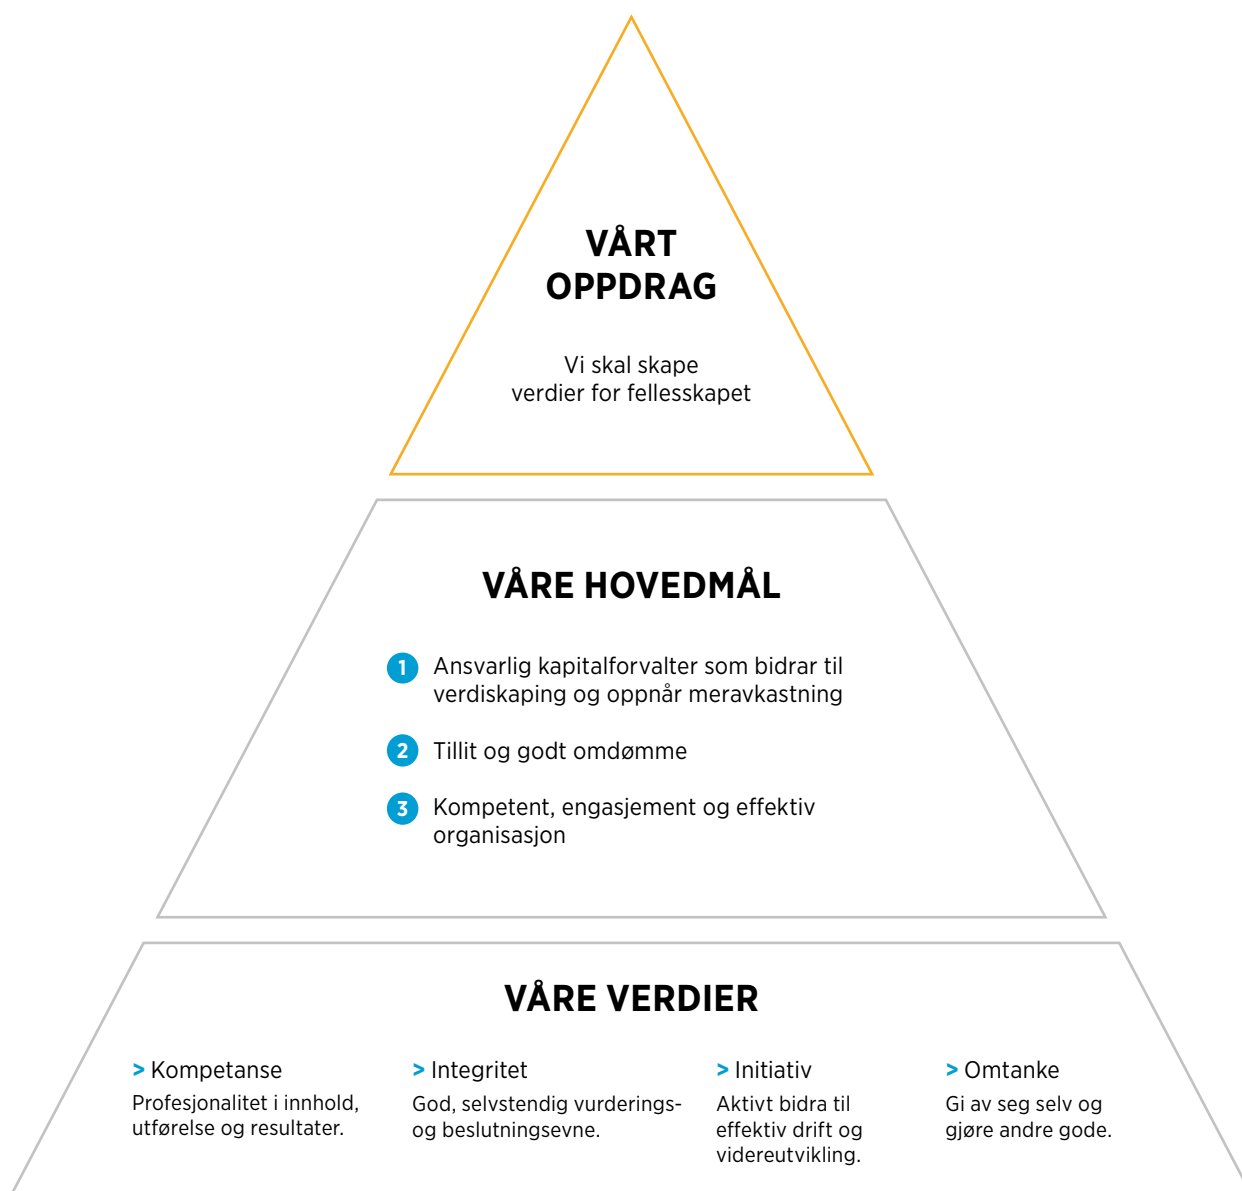 VÅRT
OPPDRAG
Vi skal skape
verdier for fellesskapet
VÅRE HOVEDMÅL
1 Ansvarlig kapitalforvalter som bidrar til
verdiskaping og oppnår meravkastning
2 Tillit og godt omdømme
3 Kompetent, engasjement og effektiv
organisasjon
VÅRE VERDIER
> Kompetanse
Profesjonalitet i innhold,
utførelse og resultater.
> Integritet
God, selvstendig vurderings-
og beslutningsevne.
> Initiativ
Aktivt bidra til
effektiv drift og
videreutvikling.
> Omtanke
Gi av seg selv og
gjøre andre gode.